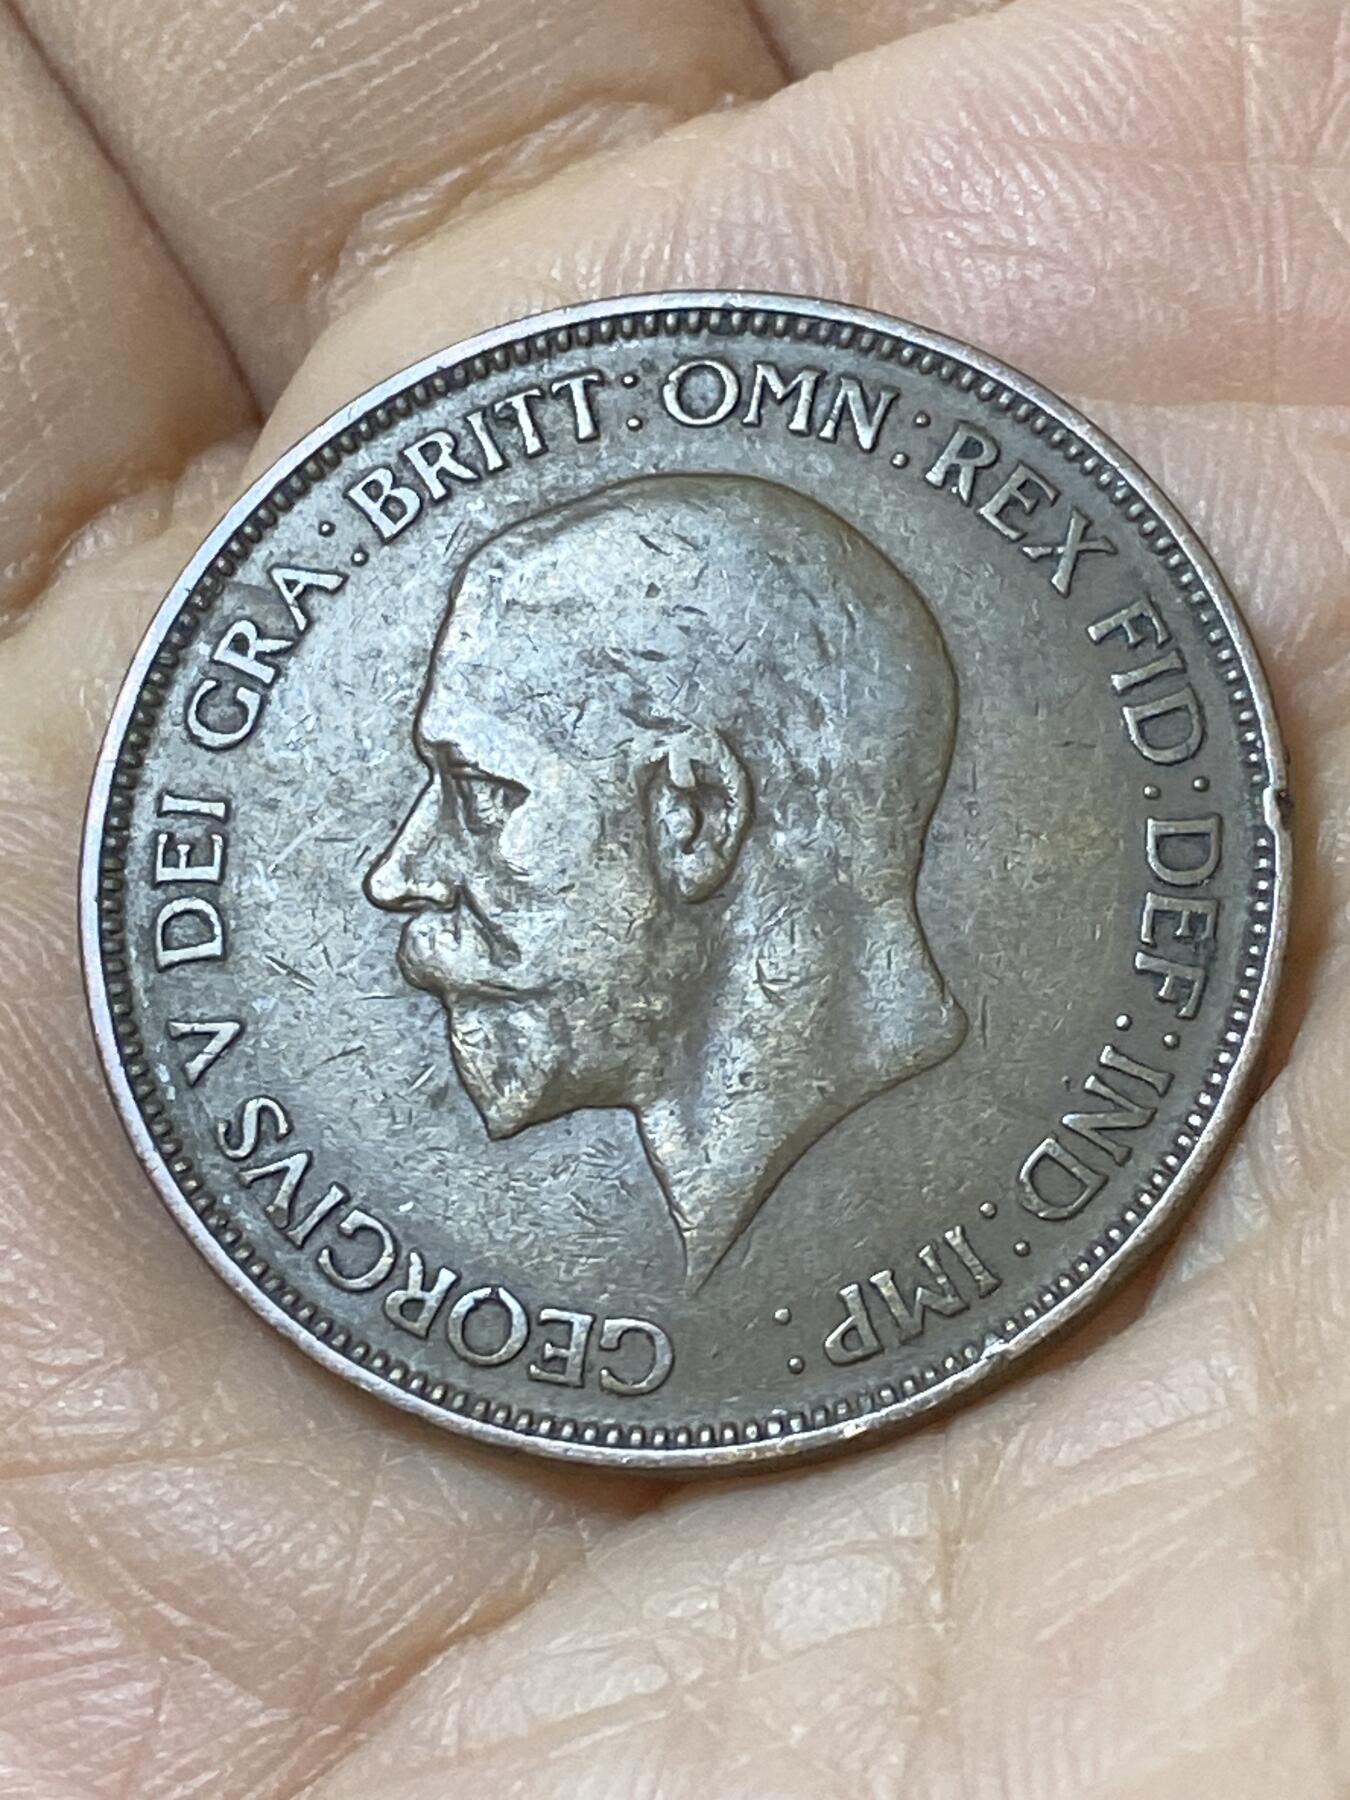 GEORGIVS V DEI GRA: BRITT: OMN: REX FID: DEF: IND: IMP: